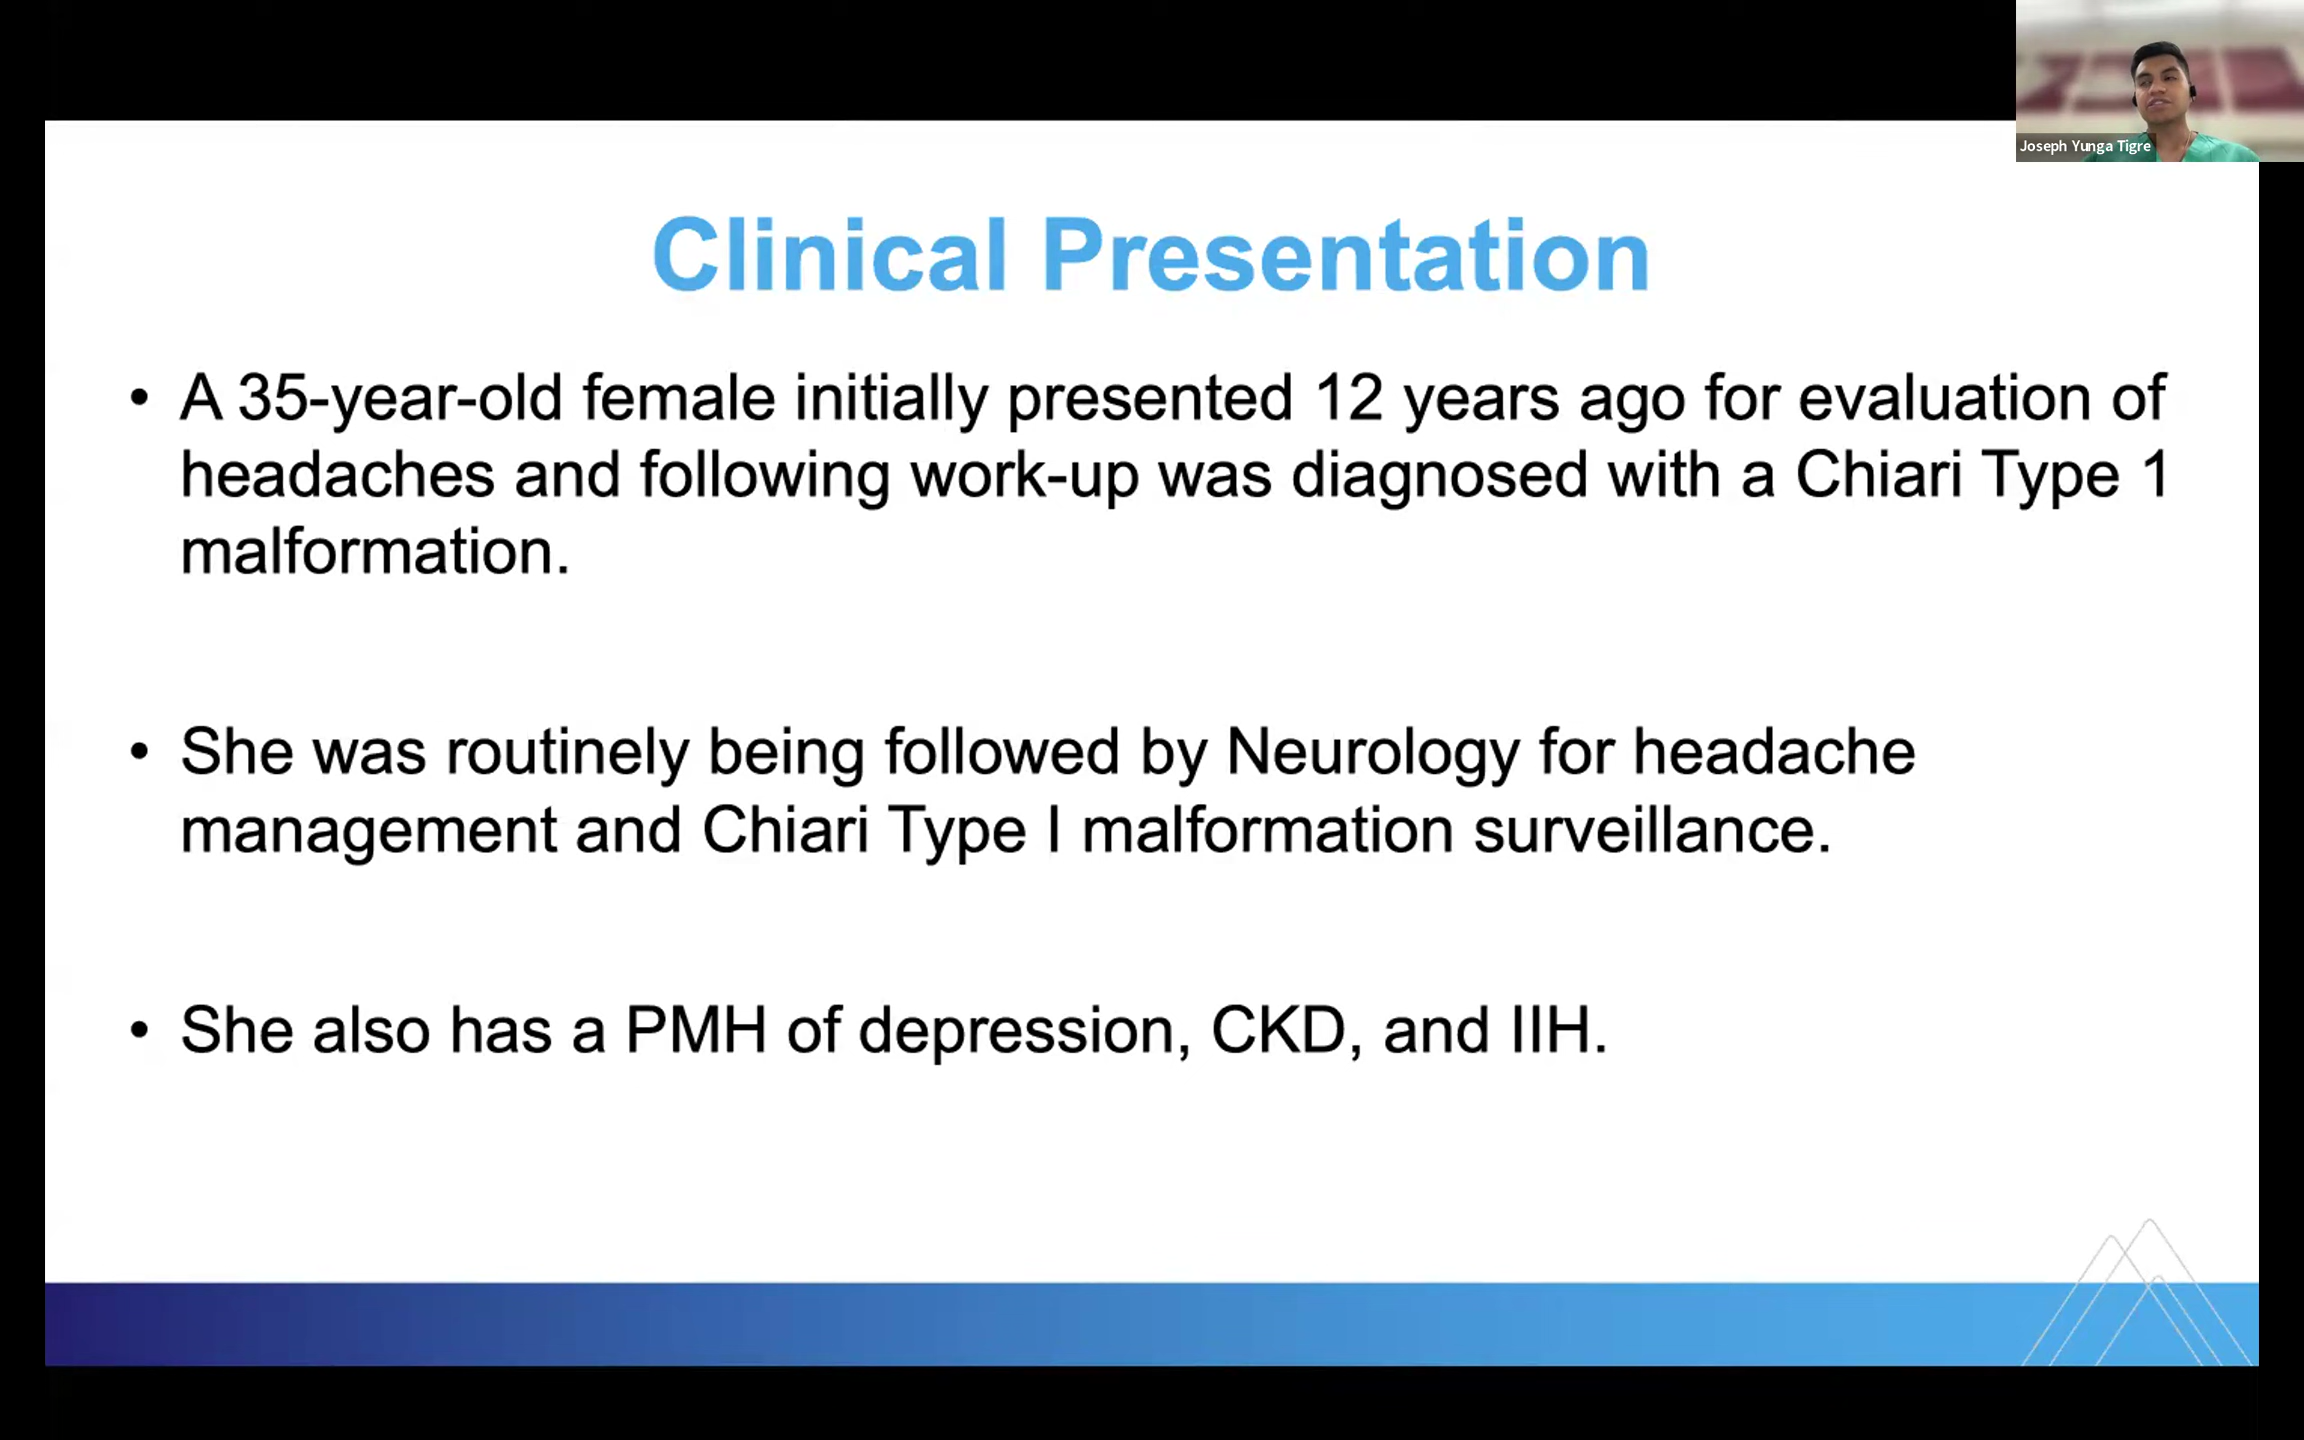 Joseph Yunga Tigre
Clinical Presentation
• A 35-year-old female initially presented 12 years ago for evaluation of
headaches and following work-up was diagnosed with a Chiari Type 1
malformation.
• She was routinely being followed by Neurology for headache
management and Chiari Type I malformation surveillance.
• She also has a PMH of depression, CKD, and IIH.